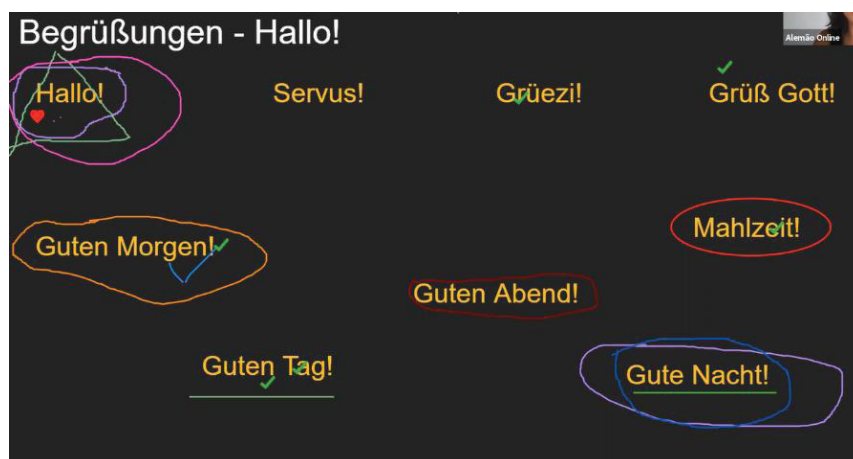 Begrüßungen - Hallo!
Alemão Online
Hallo! Servus! Grüezi! Grüß Gott!
Mahlzeit!
Guten Morgen!
Guten Abend!
Guten Tag!
Gute Nacht!